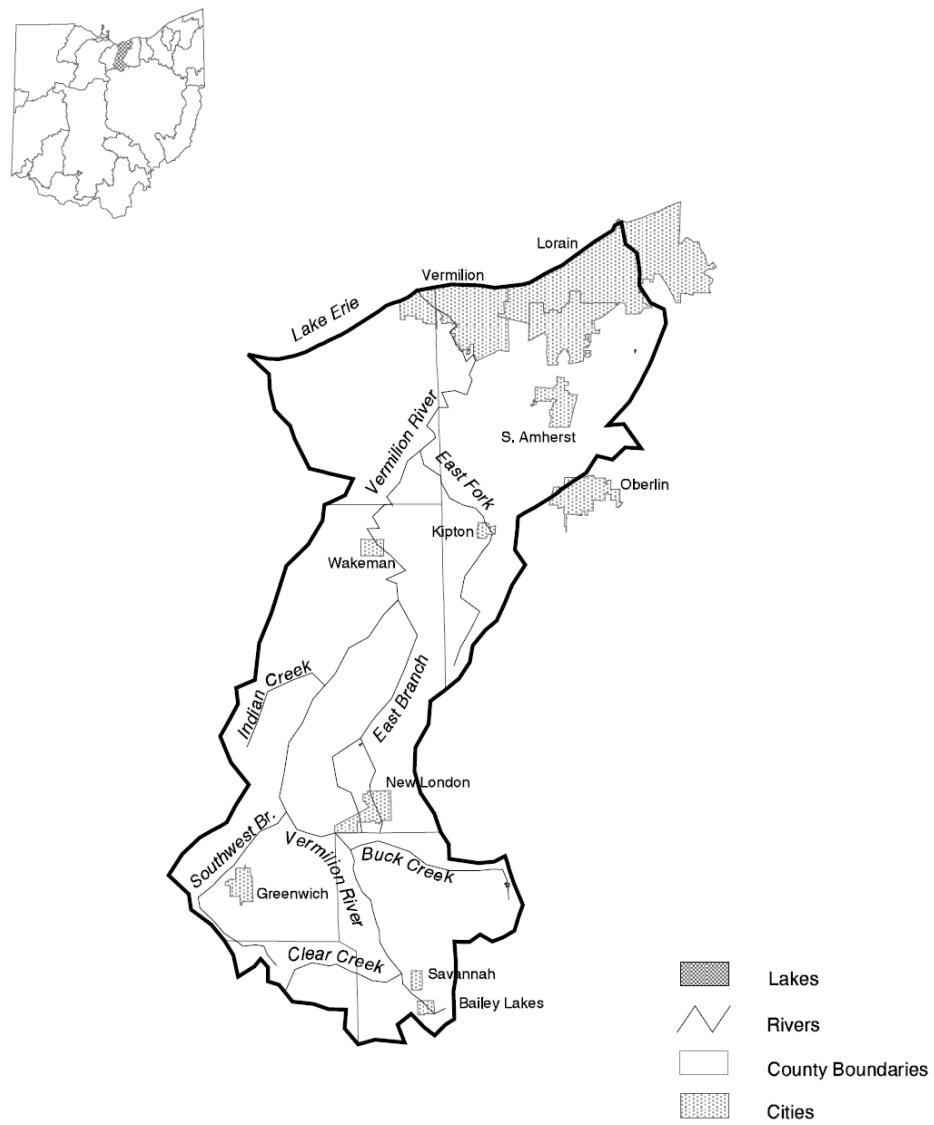 Lorain
Vermilion
Lake Erie
Vermilion River
S. Amherst
East Fork
Oberlin
Kipton
Wakeman
Indian Creek
East Branch
New London
Southwest Br.
Vermilion River
Buck Creek
Greenwich
Clear Creek
Savannah
Bailey Lakes
Lakes
Rivers
County Boundaries
Cities